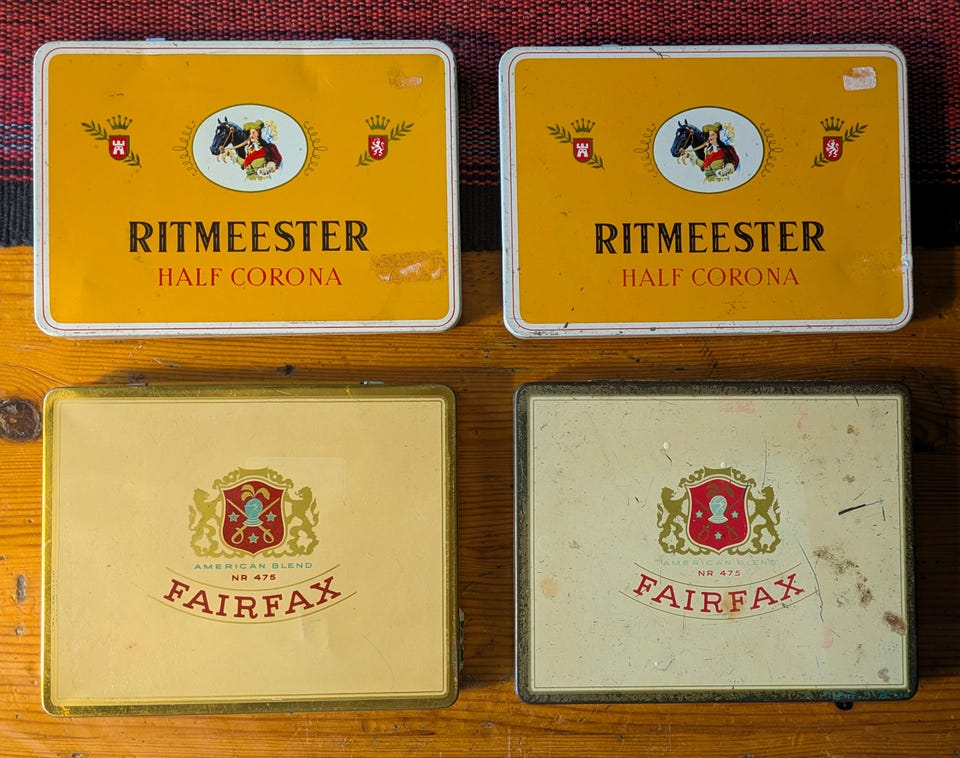 RITMEESTER
HALF CORONA
RITMEESTER
HALF CORONA
AMERICAN BLEND
NR 475
FAIRFAX
AMERICAN BLEND
NR 475
FAIRFAX